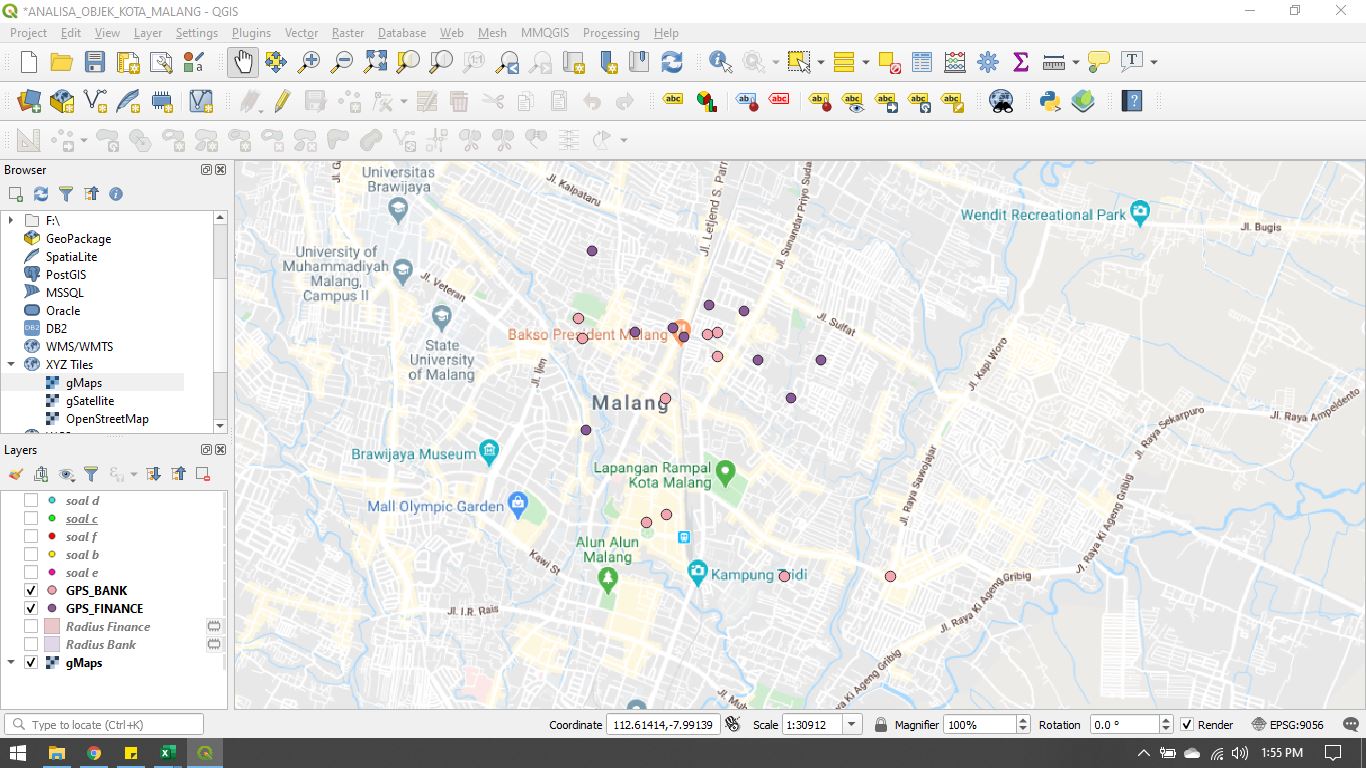 *ANALISA_OBJEK_KOTA_MALANG - QGIS
Project Edit View Layer Settings Plugins Vector Raster Database Web Mesh MMQGIS Processing Help
Browser
F:\
GeoPackage
SpatiaLite
PostGIS
MSSQL
Oracle
DB2 DB2
WMS/WMTS
XYZ Tiles
gMaps
gSatellite
OpenStreetMap
Layers
soal d
soal c
soal f
soal b
soal e
GPS_BANK
GPS_FINANCE
Radius Finance
Radius Bank
gMaps
Universitas
Brawijaya
Jl. Kalpataru
Jl. Letjend S. Parr
Jl. Sunandar Priyo Sudar
Wendit Recreational Park
Jl. Bugis
University of
Muhammadiyah
Malang,
Campus II
Jl. Veteran
State
University
of Malang
Bakso President Malang
Jl. Sulfat
Jl. Ijen
Jl. Kapi Woro
Malang
Jl. Raya Ampeldento
Jl. Raya Sekarpuro
Brawijaya Museum
Lapangan Rampal
Kota Malang
Jl. Raya Sawojajar
Mall Olympic Garden
Jl. Raya Ki Ageng Gribig
Alun Alun
Malang
Kawi St
Kampung
Jl. Raya Ki Ageng Gribig
Jl. I.R. Rais
Jl. Raya Ki Ageng Gribig
Type to locate (Ctrl+K)
Coordinate 112.61414,-7.99139 Scale 1:30912 Magnifier 100% Rotation 0.0 ° Render EPSG:9056
1:55 PM